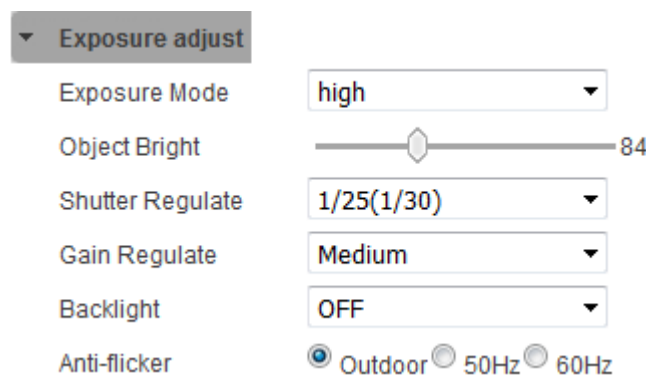 Exposure adjust
Exposure Mode high
Object Bright 84
Shutter Regulate 1/25(1/30)
Gain Regulate Medium
Backlight OFF
Anti-flicker Outdoor 50Hz 60Hz